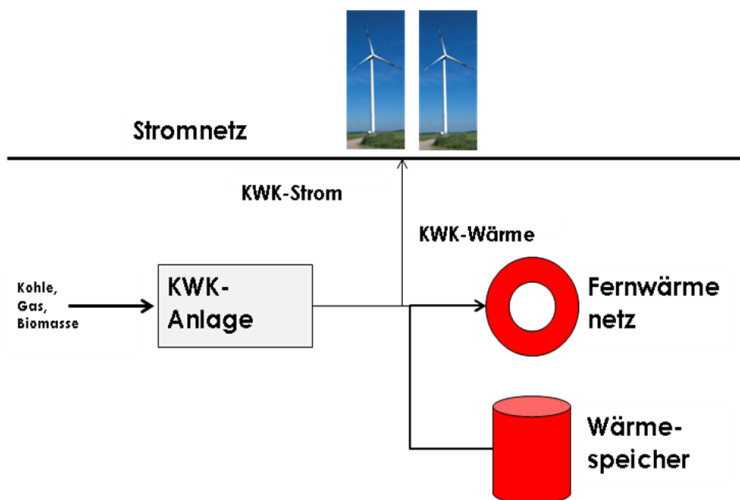 Stromnetz
KWK-Strom
KWK-Wärme
Kohle,
Gas,
Biomasse
KWK-
Anlage
Fernwärme
netz
Wärme-
speicher